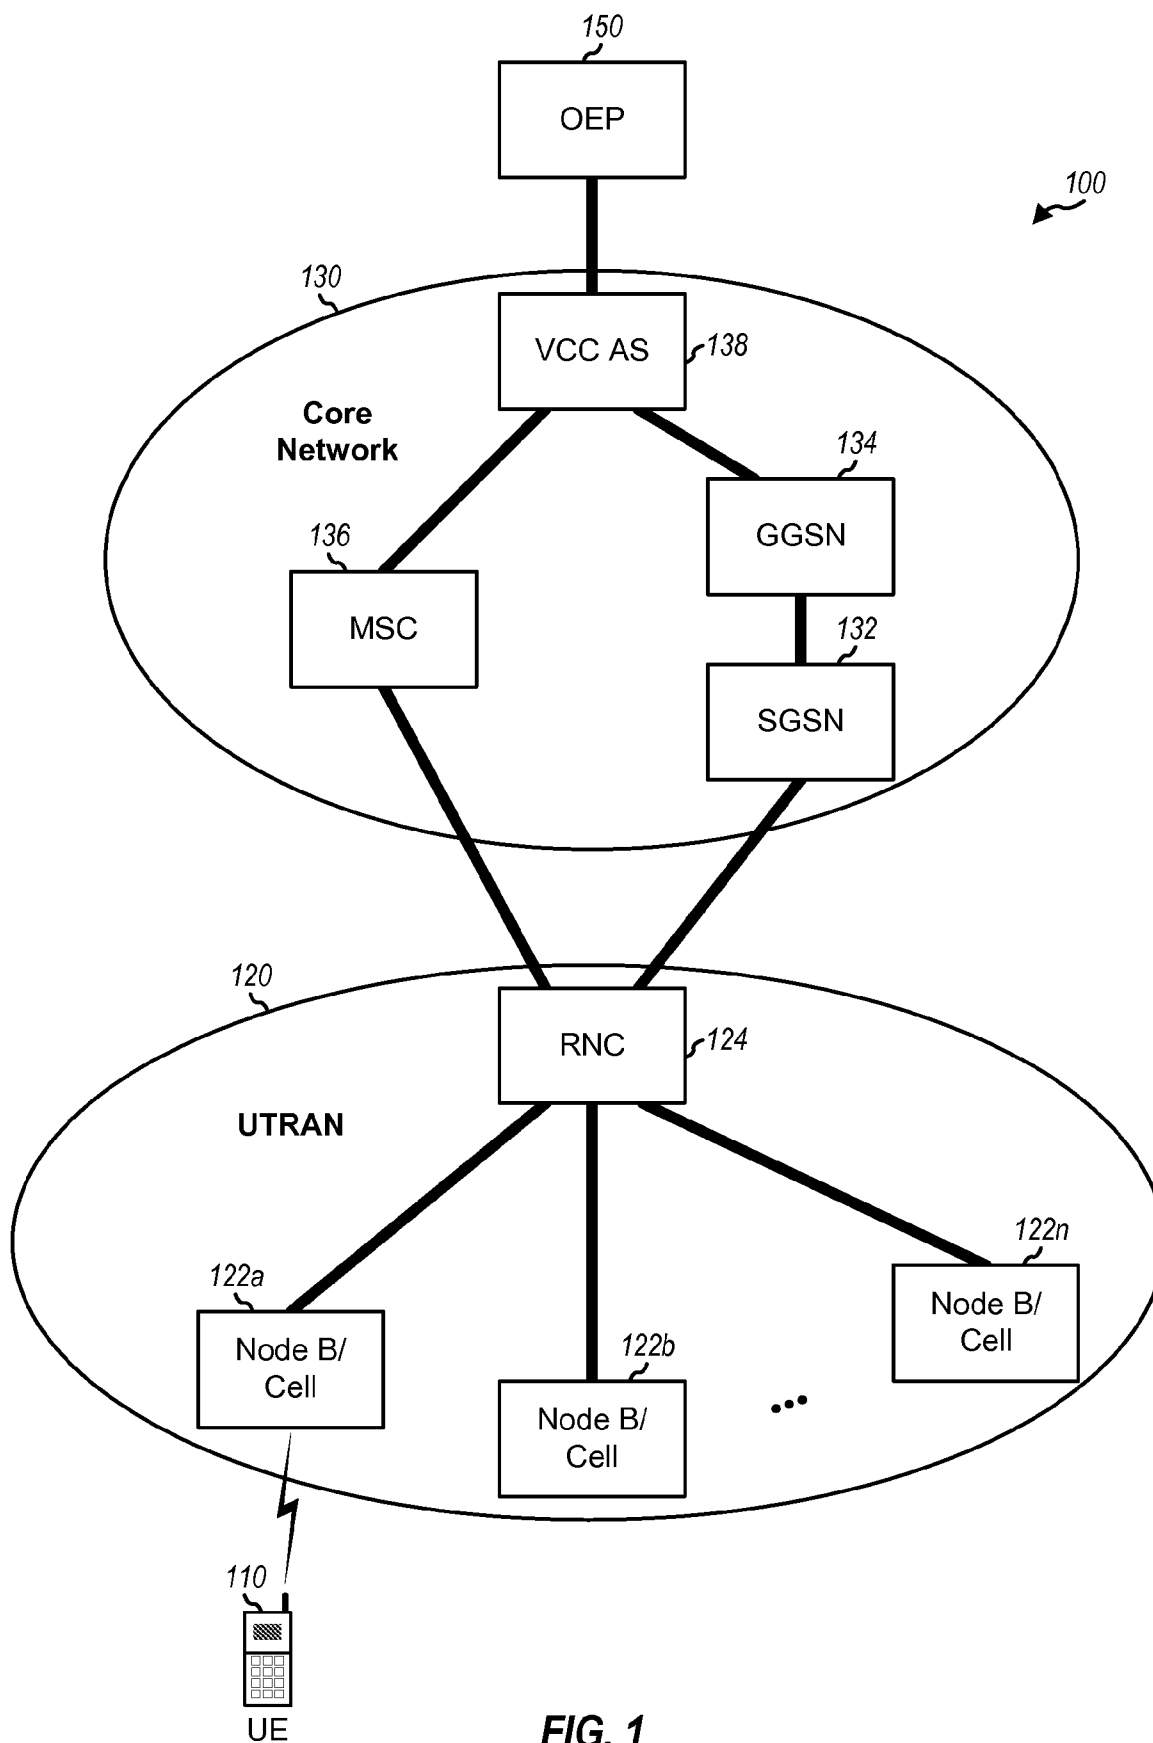 150
OEP
100
130
VCC AS
138
Core
Network
134
GGSN
136
MSC
132
SGSN
120
RNC
124
UTRAN
122n
Node B/
Cell
122a
Node B/
Cell
122b
Node B/
Cell
...
110
UE
FIG. 1